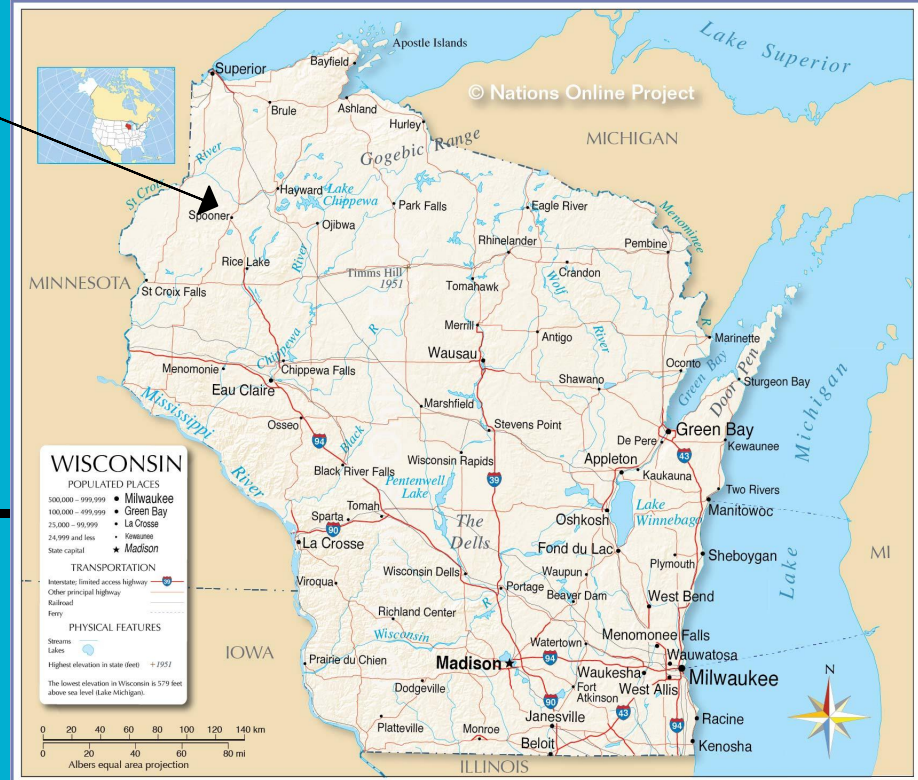 Lake Superior
Apostle Islands
Bayfield
Superior
© Nations Online Project
Brule
Ashland
Hurley
Gogebic Range
MICHIGAN
River
St Croix
Hayward
Lake
Chippewa
Park Falls
Eagle River
Spooner
Ojibwa
Menominee
Rhinelander
Pembine
Rice Lake
River
Timms Hill
1951
Crandon
MINNESOTA
St Croix Falls
Tomahawk
Wolf
R
Merrill
Antigo
River
R
Marinette
Chippewa
Wausau
Oconto
Green Bay
Door Pen
Menomonie
Chippewa Falls
Eau Claire
Shawano
Sturgeon Bay
Michigan
Mississippi
Marshfield
Osseo
Stevens Point
Green Bay
94
Black
De Pere
Kewaunee
43
River
Black River Falls
Wisconsin Rapids
Appleton
Kaukauna
Pentenwell
Lake
39
Two Rivers
Tomah
Lake
Winnebago
Manitowoc
Sparta
90
The
Dells
Oshkosh
La Crosse
Fond du Lac
Sheboygan
MI
Lake
Wisconsin Dells
Waupun
Plymouth
Viroqua
Portage
Beaver Dam
R
West Bend
Richland Center
Wisconsin
Watertown
Menomonee Falls
IOWA
Prairie du Chien
Madison
94
Wauwatosa
Waukesha
Milwaukee
Dodgeville
Fort
Atkinson
West Allis
90
43
Platteville
Monroe
Janesville
94
Racine
Beloit
Kenosha
ILLINOIS
N
WISCONSIN
POPULATED PLACES
500,000 – 999,999 Milwaukee
100,000 – 499,999 Green Bay
25,000 – 99,999 La Crosse
24,999 and less Kewaunee
State capital ★ Madison
TRANSPORTATION
Interstate; limited access highway
Other principal highway
Railroad
Ferry
PHYSICAL FEATURES
Streams
Lakes
Highest elevation in state (feet) +1951
The lowest elevation in Wisconsin is 579 feet
above sea level (Lake Michigan).
0 20 40 60 80 100 120 140 km
0 20 40 60 80 mi
Albers equal area projection